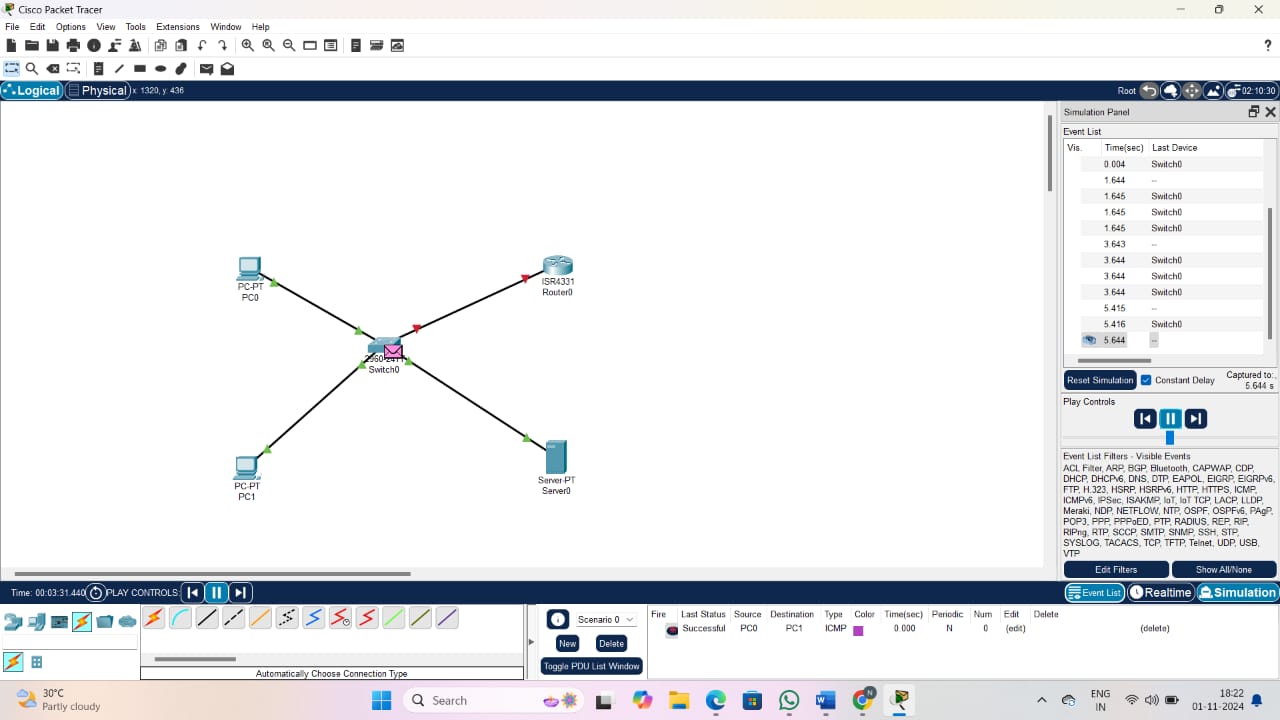 Cisco Packet Tracer
File Edit Options View Tools Extensions Window Help
?
Logical Physical x: 1320, y: 436 Root 02:10:30
Simulation Panel
Event List
Vis. Time(sec) Last Device
0.004 Switch0
1.644 --
1.645 Switch0
1.645 Switch0
1.645 Switch0
3.643 --
3.644 Switch0
3.644 Switch0
3.644 Switch0
5.415 --
5.416 Switch0
5.644 --
Reset Simulation Constant Delay Captured to:
5.644 s
Play Controls
Event List Filters - Visible Events
ACL Filter, ARP, BGP, Bluetooth, CAPWAP, CDP,
DHCP, DHCPv6, DNS, DTP, EAPOL, EIGRP, EIGRPv6,
FTP, H.323, HSRP, HSRPv6, HTTP, HTTPS, ICMP,
ICMPv6, IPSec, ISAKMP, IoT, IoT TCP, LACP, LLDP,
Meraki, NDP, NETFLOW, NTP, OSPF, OSPFv6, PAgP,
POP3, PPP, PPPoED, PTP, RADIUS, REP, RIP,
RIPng, RTP, SCCP, SMTP, SNMP, SSH, STP,
SYSLOG, TACACS, TCP, TFTP, Telnet, UDP, USB,
VTP
Edit Filters Show All/None
PC-PT
PC0
ISR4331
Router0
Switch0
PC-PT
PC1
Server-PT
Server0
Time: 00:03:31.440 PLAY CONTROLS: Event List Realtime Simulation
Automatically Choose Connection Type
Scenario 0
New Delete
Toggle PDU List Window
Fire Last Status Source Destination Type Color Time(sec) Periodic Num Edit Delete
Successful PC0 PC1 ICMP 0.000 N 0 (edit) (delete)
30°C
Partly cloudy
Search
N
ENG
IN
18:22
01-11-2024